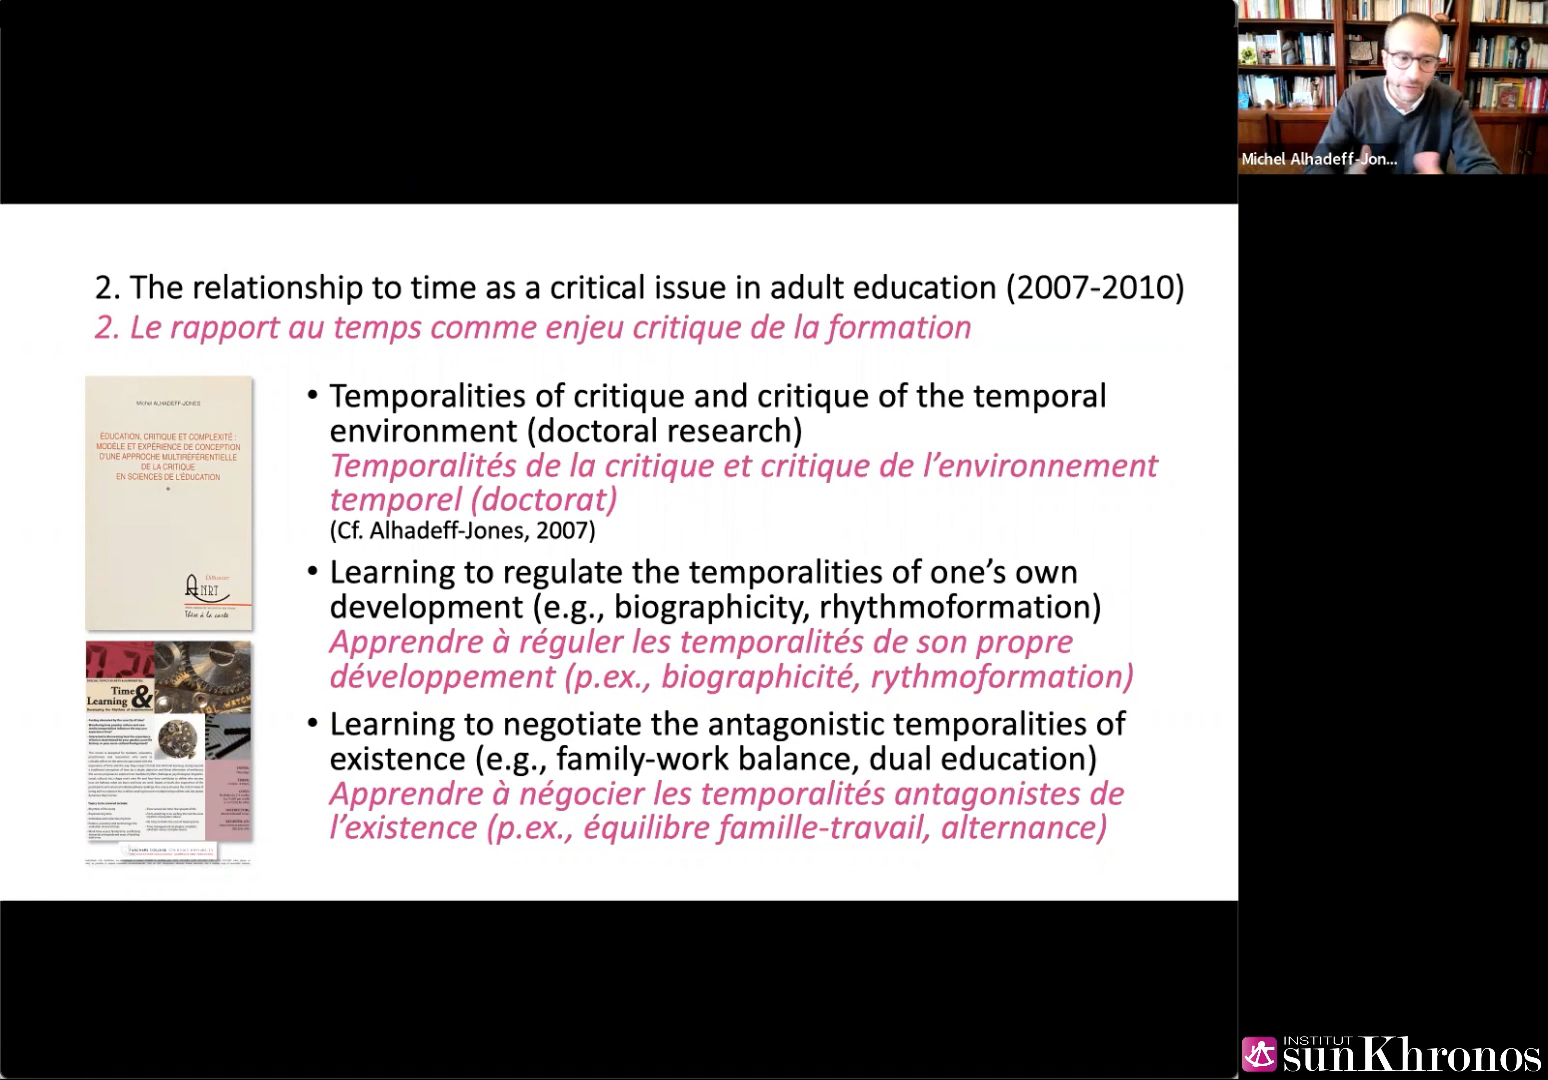 Michel Alhadeff-Jon...
2. The relationship to time as a critical issue in adult education (2007-2010)
2. Le rapport au temps comme enjeu critique de la formation
Michel ALHADEFF-JONES
ÉDUCATION, CRITIQUE ET COMPLEXITÉ :
MODÈLE ET EXPÉRIENCE DE CONCEPTION
D'UNE APPROCHE MULTIRÉFÉRENTIELLE
DE LA CRITIQUE
EN SCIENCES DE L'ÉDUCATION
Diffusion
ANRT
Thèse à la carte
Time &
Learning
• Temporalities of critique and critique of the temporal
environment (doctoral research)
Temporalités de la critique et critique de l’environnement
temporel (doctorat)
(Cf. Alhadeff-Jones, 2007)
• Learning to regulate the temporalities of one’s own
development (e.g., biographicity, rhythmoformation)
Apprendre à réguler les temporalités de son propre
développement (p.ex., biographicité, rythmoformation)
• Learning to negotiate the antagonistic temporalities of
existence (e.g., family-work balance, dual education)
Apprendre à négocier les temporalités antagonistes de
l’existence (p.ex., équilibre famille-travail, alternance)
INSTITUT
sunKhronos